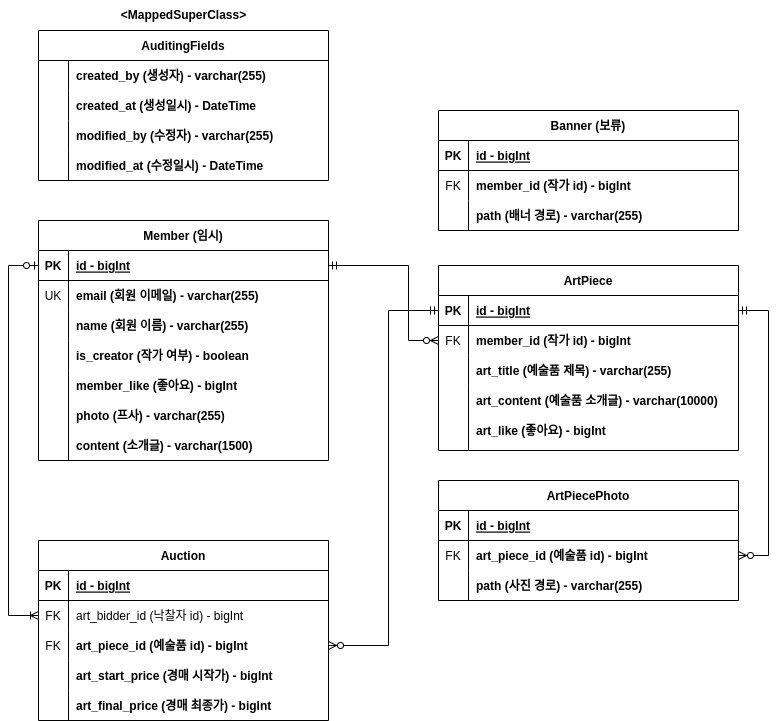 <MappedSuperClass>
AuditingFields
created_by (생성자) - varchar(255)
created_at (생성일시) - DateTime
modified_by (수정자) - varchar(255)
modified_at (수정일시) - DateTime
Member (임시)
PK id - bigInt
UK email (회원 이메일) - varchar(255)
name (회원 이름) - varchar(255)
is_creator (작가 여부) - boolean
member_like (좋아요) - bigInt
photo (프사) - varchar(255)
content (소개글) - varchar(1500)
Auction
PK id - bigInt
FK art_bidder_id (낙찰자 id) - bigInt
FK art_piece_id (예술품 id) - bigInt
art_start_price (경매 시작가) - bigInt
art_final_price (경매 최종가) - bigInt
Banner (보류)
PK id - bigInt
FK member_id (작가 id) - bigInt
path (배너 경로) - varchar(255)
ArtPiece
PK id - bigInt
FK member_id (작가 id) - bigInt
art_title (예술품 제목) - varchar(255)
art_content (예술품 소개글) - varchar(10000)
art_like (좋아요) - bigInt
ArtPiecePhoto
PK id - bigInt
FK art_piece_id (예술품 id) - bigInt
path (사진 경로) - varchar(255)